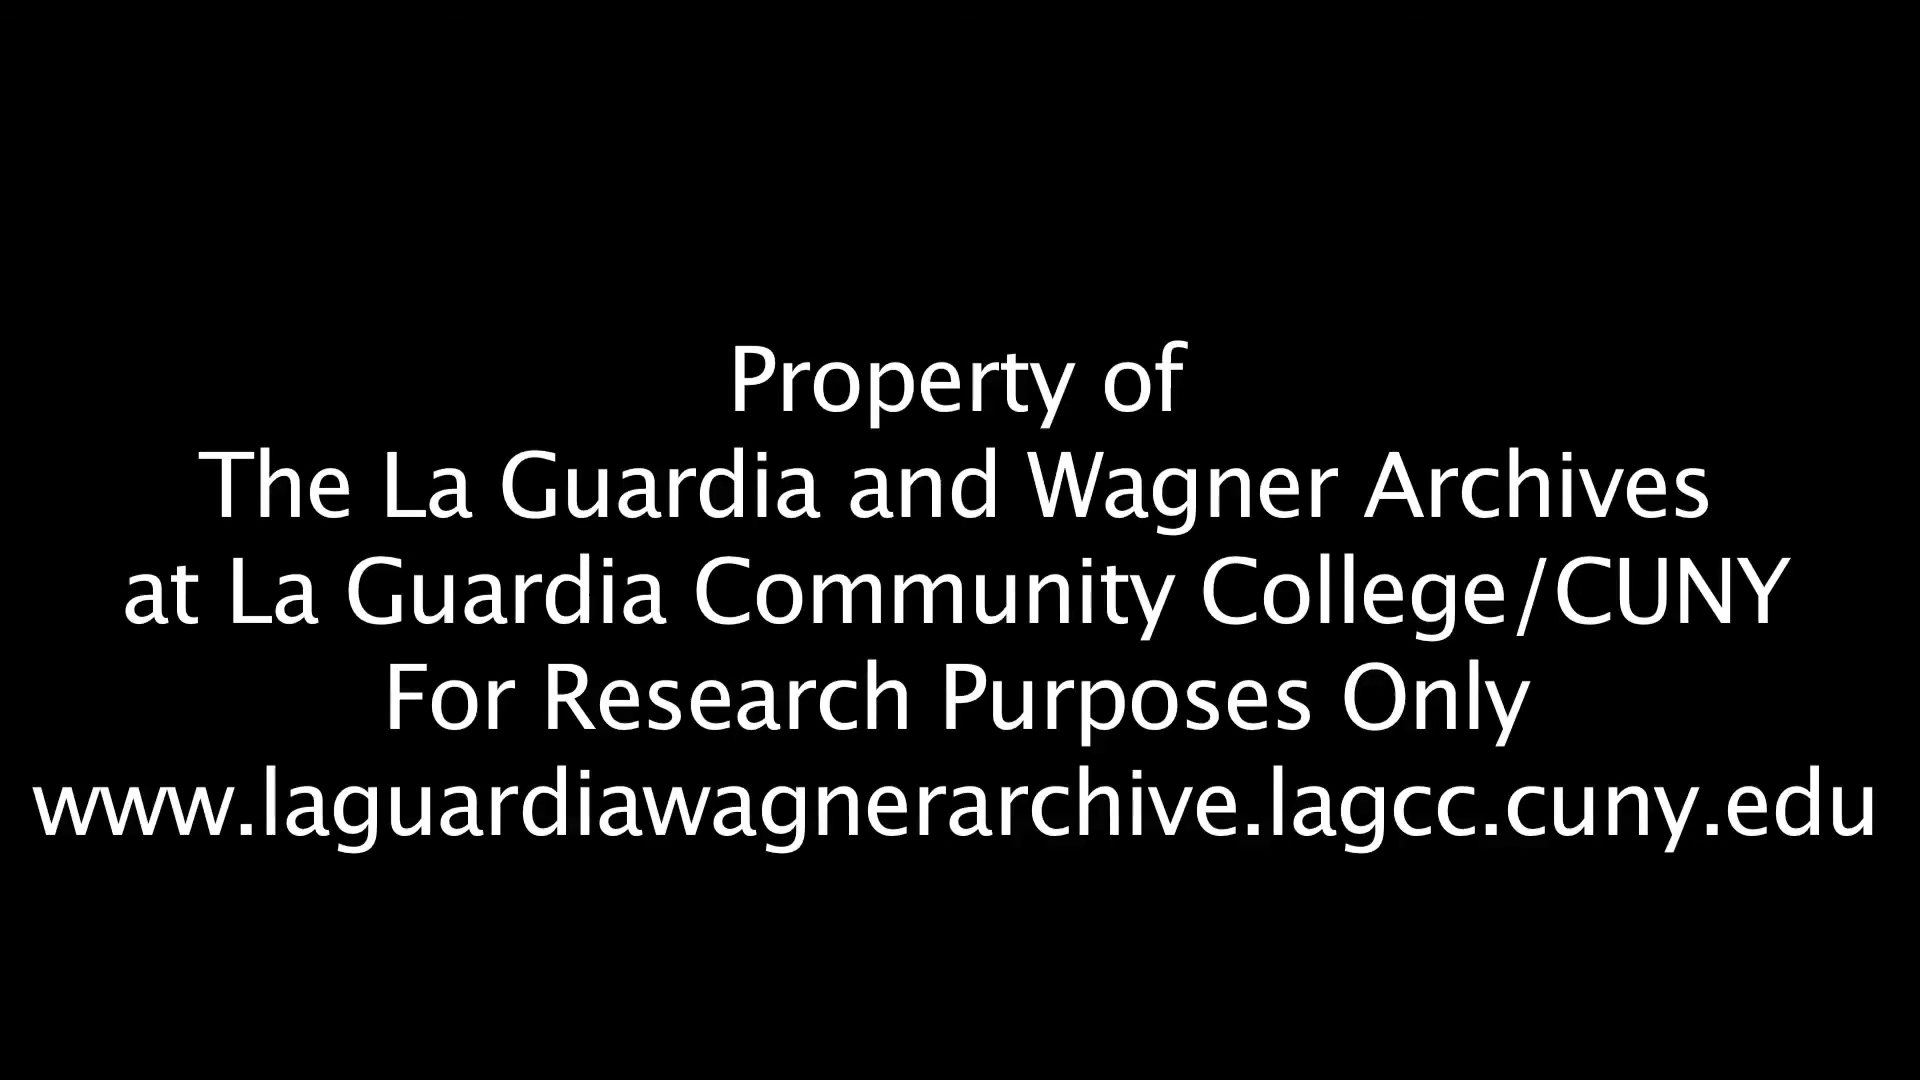 Property of
The La Guardia and Wagner Archives
at La Guardia Community College/CUNY
For Research Purposes Only
www.laguardiawagnerarchive.lagcc.cuny.edu